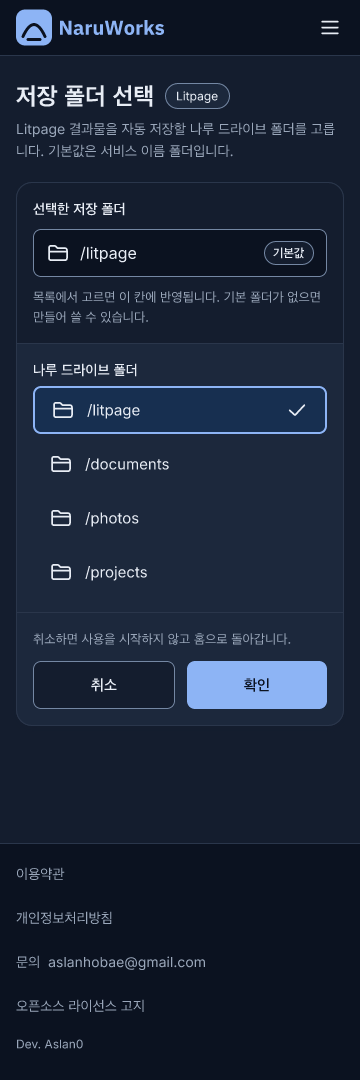 NaruWorks
저장 폴더 선택 Litpage
Litpage 결과물을 자동 저장할 나루 드라이브 폴더를 고릅
니다. 기본값은 서비스 이름 폴더입니다.
선택한 저장 폴더
/litpage 기본값
목록에서 고르면 이 칸에 반영됩니다. 기본 폴더가 없으면
만들어 쓸 수 있습니다.
나루 드라이브 폴더
/litpage
/documents
/photos
/projects
취소하면 사용을 시작하지 않고 홈으로 돌아갑니다.
취소 확인
이용약관
개인정보처리방침
문의 aslanhobae@gmail.com
오픈소스 라이선스 고지
Dev. Aslan0